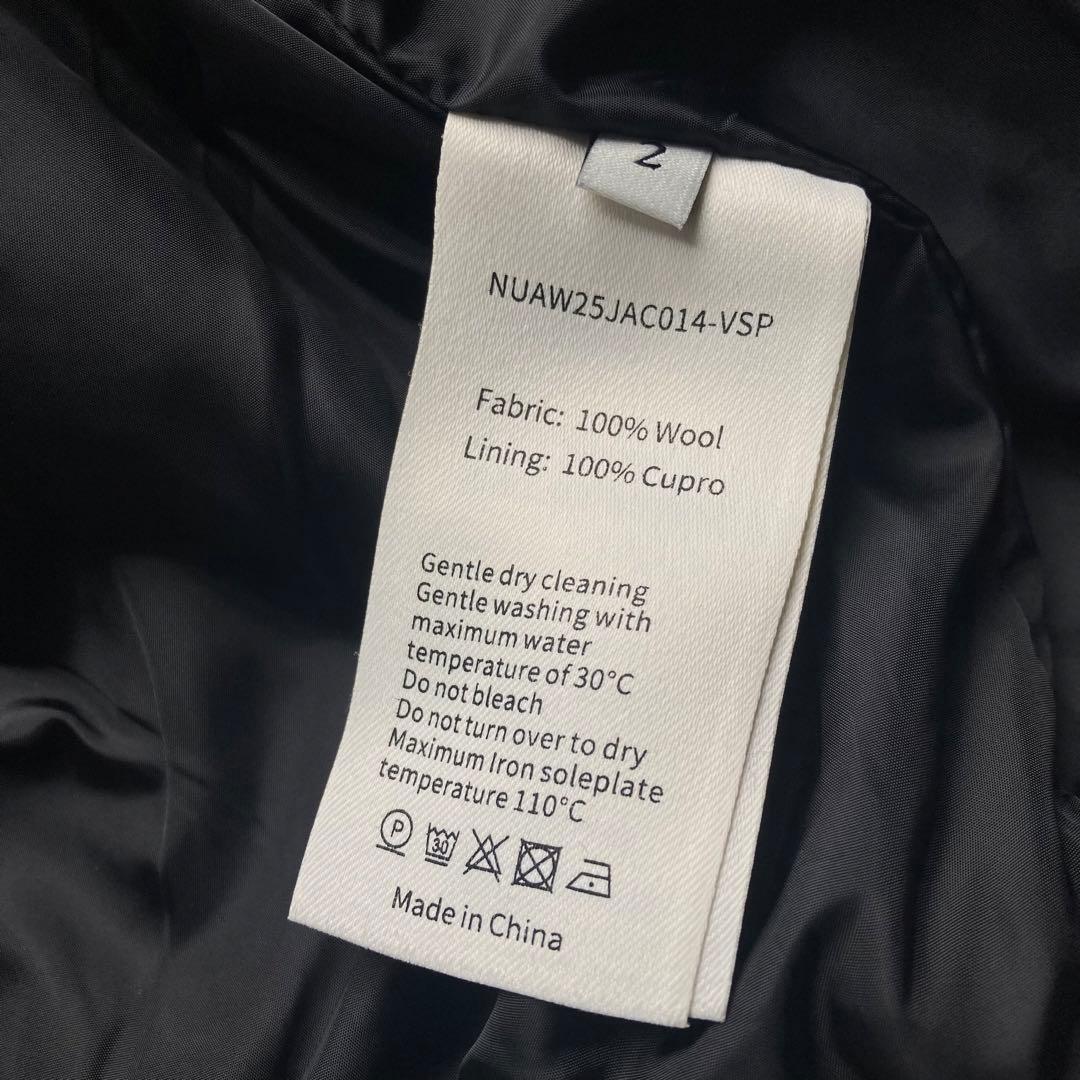 2
NUAW25JAC014-VSP
Fabric: 100% Wool
Lining: 100% Cupro
Gentle dry cleaning
Gentle washing with
maximum water
temperature of 30°C
Do not bleach
Do not turn over to dry
Maximum Iron soleplate
temperature 110°C
P 30
Made in China